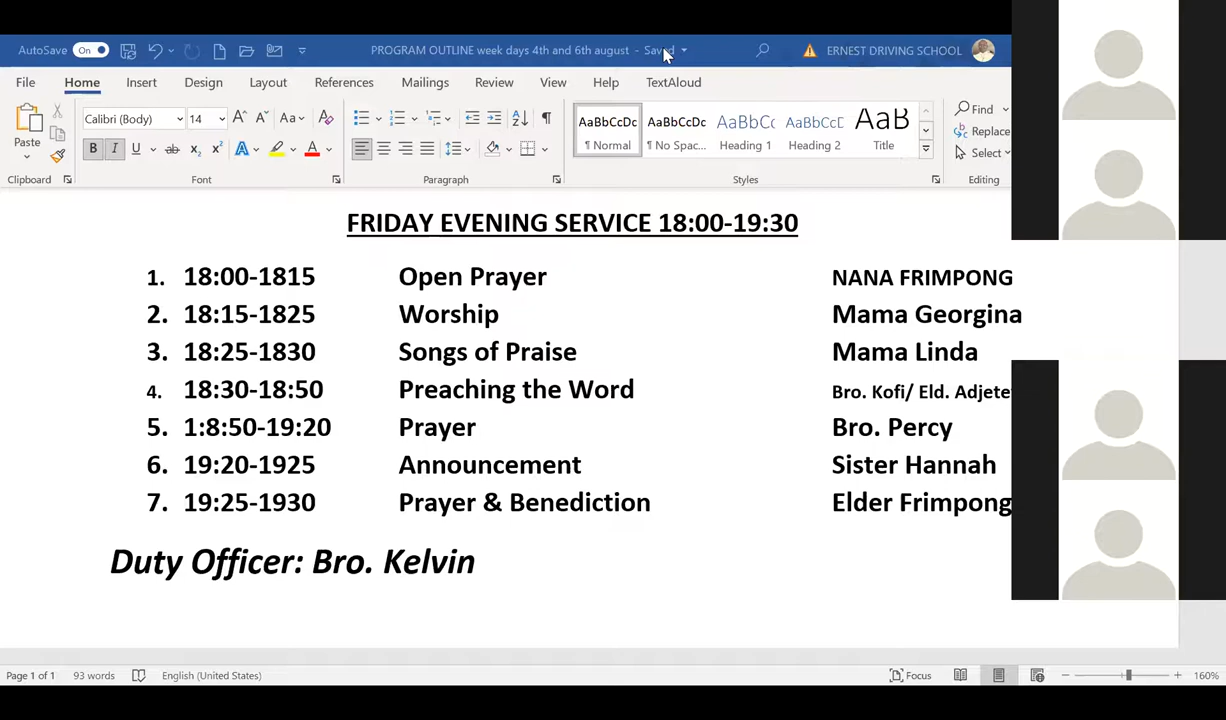 AutoSave On PROGRAM OUTLINE week days 4th and 6th august - Saved ERNEST DRIVING SCHOOL
File Home Insert Design Layout References Mailings Review View Help TextAloud
Paste Calibri (Body) 14 Aa AaBbCcDc AaBbCcDc AaBbCc AaBbCcD AaB Find
Replace
¶ Normal ¶ No Spac... Heading 1 Heading 2 Title Select
Clipboard Font Paragraph Styles Editing
FRIDAY EVENING SERVICE 18:00-19:30
1. 18:00-1815 Open Prayer NANA FRIMPONG
2. 18:15-1825 Worship Mama Georgina
3. 18:25-1830 Songs of Praise Mama Linda
4. 18:30-18:50 Preaching the Word Bro. Kofi/ Eld.
5. 1:8:50-19:20 Prayer Bro. Percy
6. 19:20-1925 Announcement Sister Hannah
7. 19:25-1930 Prayer & Benediction Elder Frimpong
Duty Officer: Bro. Kelvin
Page 1 of 1 93 words English (United States) Focus 160%